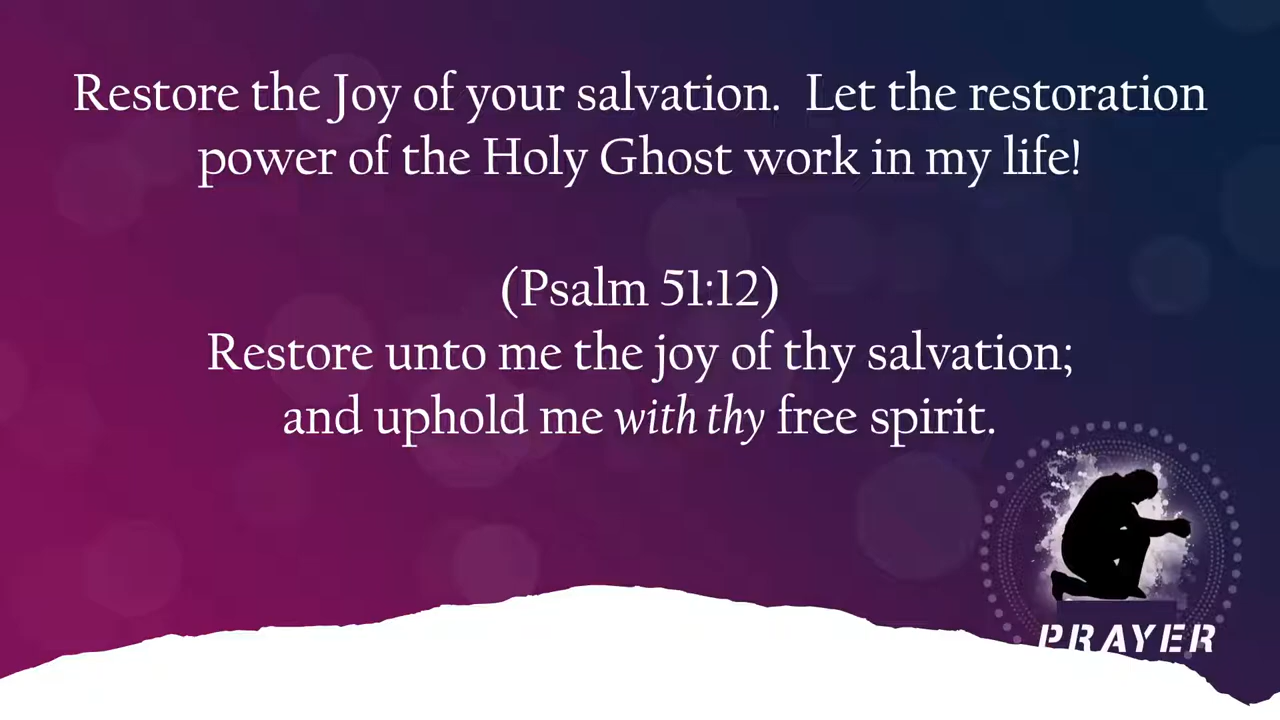 Restore the Joy of your salvation.  Let the restoration
power of the Holy Ghost work in my life!
(Psalm 51:12)
Restore unto me the joy of thy salvation;
and uphold me with thy free spirit.
PRAYER